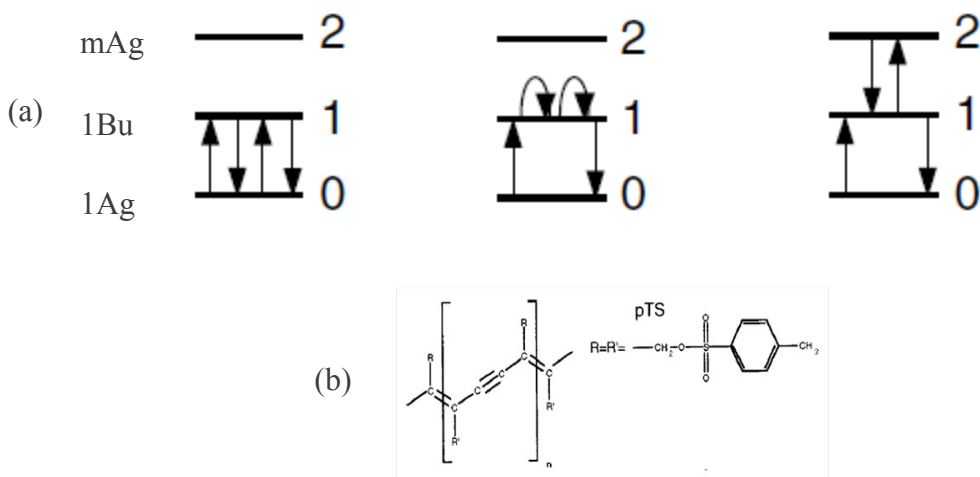 mAg
2
2
2
(a)
1Bu
1
1
1
1Ag
0
0
0
(b)
pTS
R=R'= —CH2—O—S—CH3
O
O
R
R
C
C
C
C
C
C
R'
R'
n